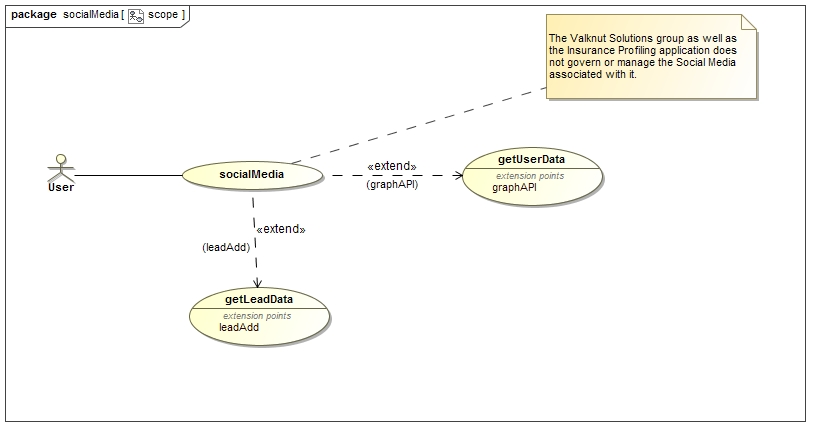 package socialMedia [ scope ]
The Valknut Solutions group as well as
the Insurance Profiling application does
not govern or manage the Social Media
associated with it.
User
socialMedia
«extend»
(graphAPI)
getUserData
extension points
graphAPI
«extend»
(leadAdd)
getLeadData
extension points
leadAdd